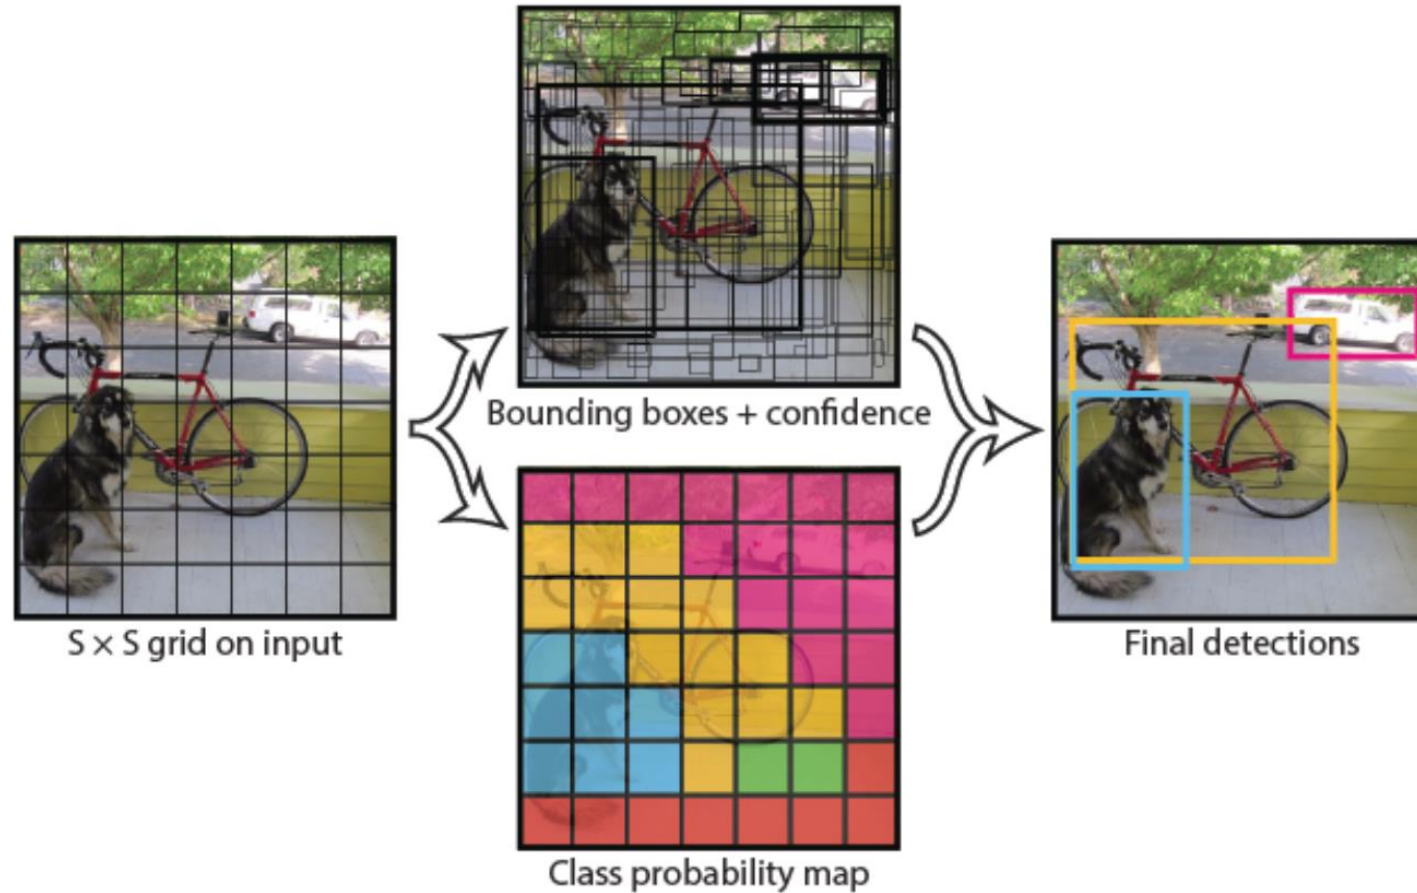 S × S grid on input
Bounding boxes + confidence
Class probability map
Final detections